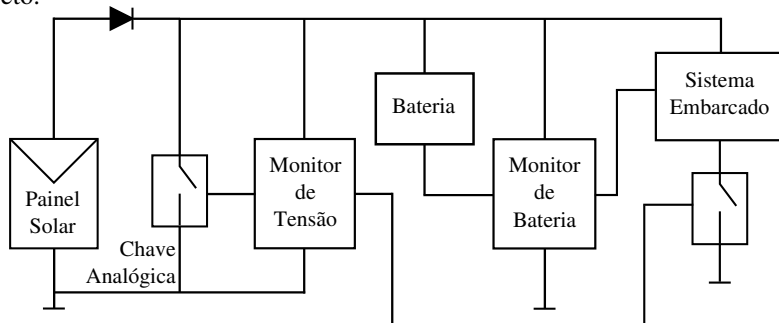 Painel
Solar
Chave
Analógica
Monitor
de
Tensão
Bateria
Monitor
de
Bateria
Sistema
Embarcado